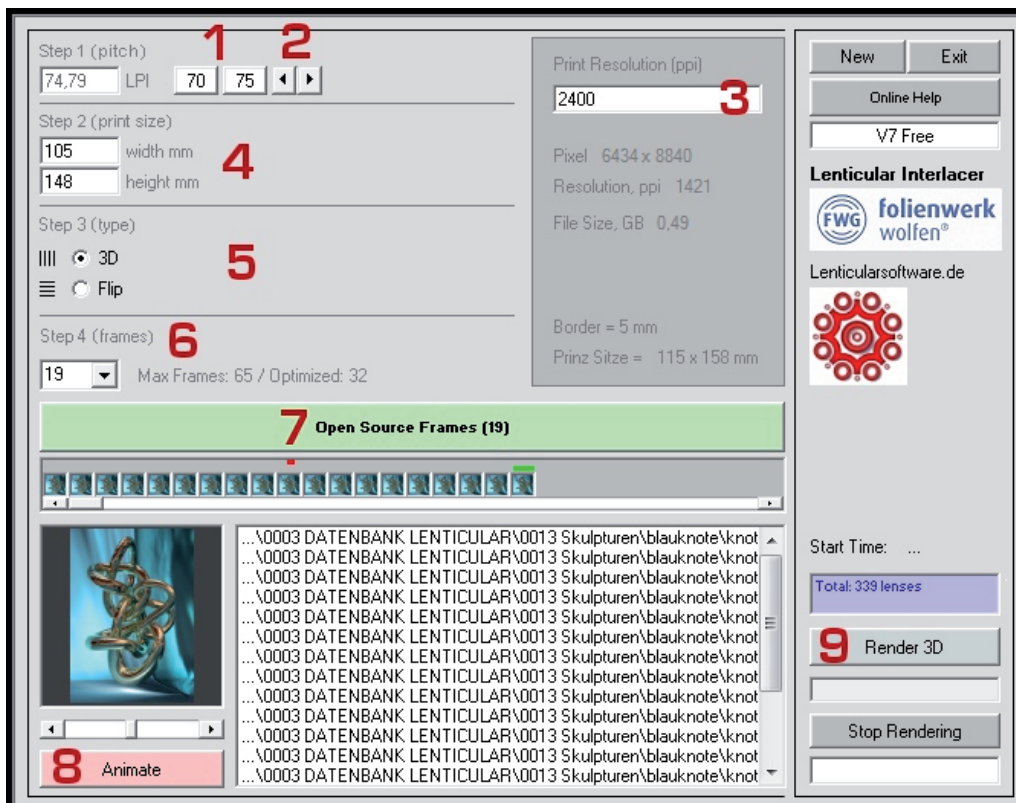 1
2
Step 1 (pitch)
74,79 LPI 70 75
Step 2 (print size)
105 width mm
4
148 height mm
Step 3 (type)
3D
5
Flip
Step 4 (frames)
6
19 Max Frames: 65 / Optimized: 32
Print Resolution (ppi)
2400
3
Pixel 6434 x 8840
Resolution, ppi 1421
File Size, GB 0,49
Border = 5 mm
Prinz Sitze = 115 x 158 mm
7 Open Source Frames (19)
...\0003 DATENBANK LENTICULAR\0013 Skulpturen\blauknote\knot
...\0003 DATENBANK LENTICULAR\0013 Skulpturen\blauknote\knot
...\0003 DATENBANK LENTICULAR\0013 Skulpturen\blauknote\knot
...\0003 DATENBANK LENTICULAR\0013 Skulpturen\blauknote\knot
...\0003 DATENBANK LENTICULAR\0013 Skulpturen\blauknote\knot
...\0003 DATENBANK LENTICULAR\0013 Skulpturen\blauknote\knot
...\0003 DATENBANK LENTICULAR\0013 Skulpturen\blauknote\knot
...\0003 DATENBANK LENTICULAR\0013 Skulpturen\blauknote\knot
...\0003 DATENBANK LENTICULAR\0013 Skulpturen\blauknote\knot
...\0003 DATENBANK LENTICULAR\0013 Skulpturen\blauknote\knot
...\0003 DATENBANK LENTICULAR\0013 Skulpturen\blauknote\knot
...\0003 DATENBANK LENTICULAR\0013 Skulpturen\blauknote\knot
...\0003 DATENBANK LENTICULAR\0013 Skulpturen\blauknote\knot
8 Animate
New Exit
Online Help
V7 Free
Lenticular Interlacer
FWG folienwerk
wolfen®
Lenticularsoftware.de
Start Time: ...
Total: 339 lenses
9 Render 3D
Stop Rendering